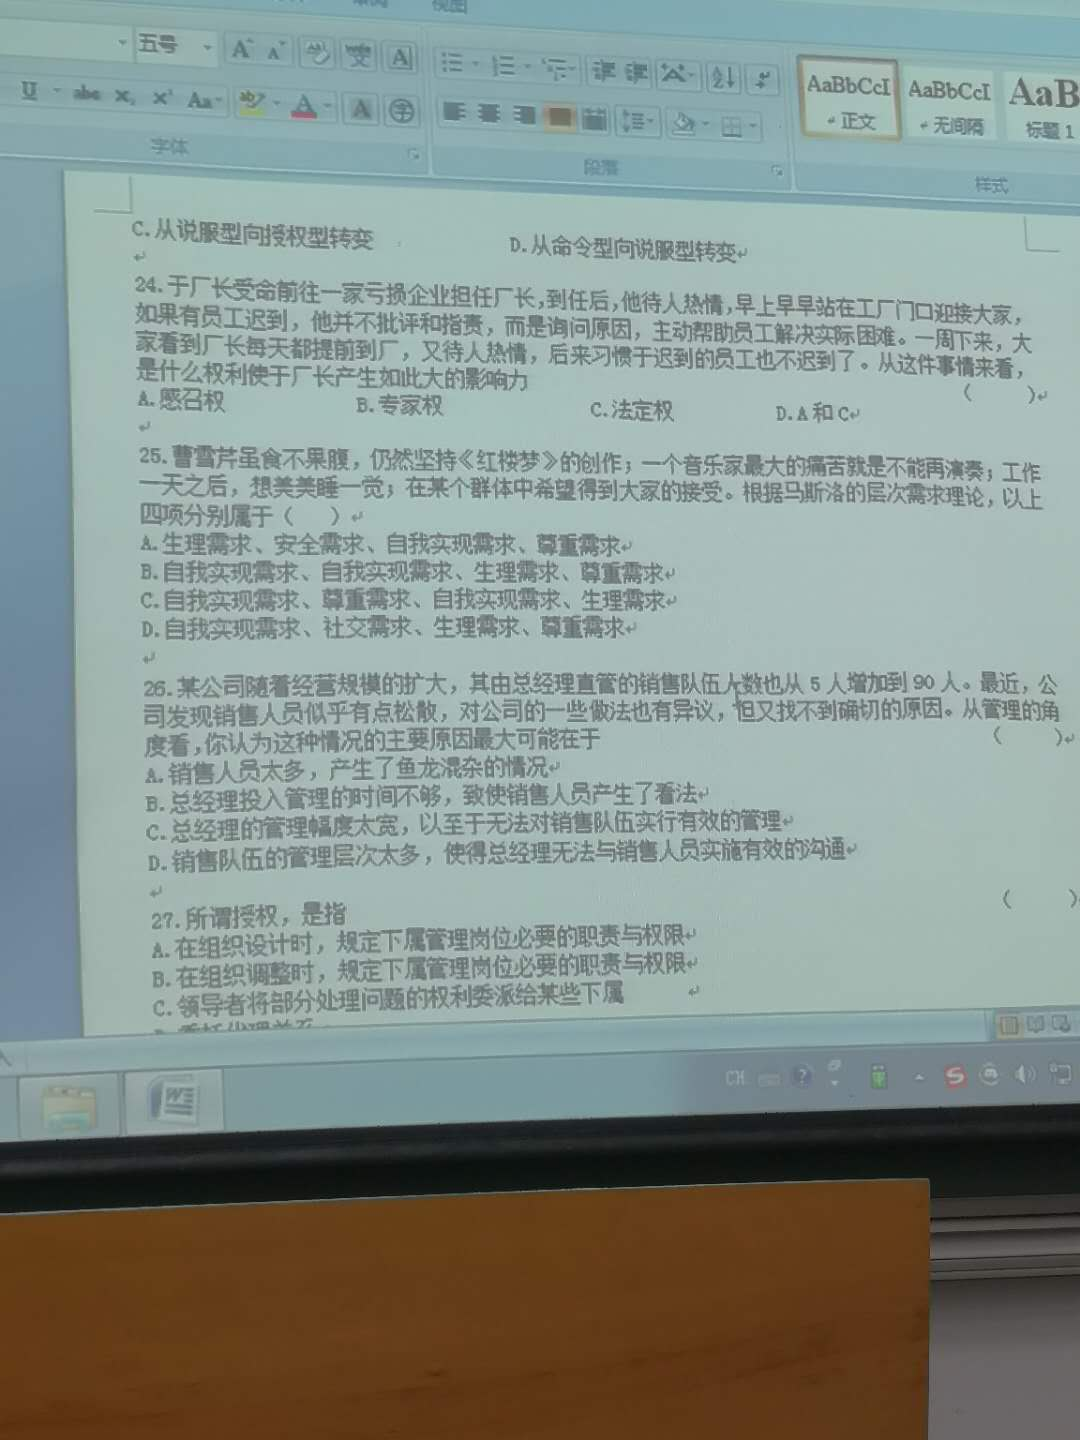 视图
五号
AaBbCcI AaBbCcI AaB
正文 无间隔 标题 1
字体 段落 样式
C.从说服型向授权型转变 D.从命令型向说服型转变
24.于厂长受命前往一家亏损企业担任厂长,到任后,他待人热情,早上早早站在工厂门口迎接大家,
如果有员工迟到，他并不批评和指责，而是询问原因，主动帮助员工解决实际困难。一周下来，大
家看到厂长每天都提前到厂，又待人热情，后来习惯于迟到的员工也不迟到了。从这件事情来看，
是什么权利使于厂长产生如此大的影响力 （ ）
A.感召权 B.专家权 C.法定权 D.A 和 C
25.曹雪芹虽食不果腹，仍然坚持《红楼梦》的创作；一个音乐家最大的痛苦就是不能再演奏；工作
一天之后，想美美睡一觉；在某个群体中希望得到大家的接受。根据马斯洛的层次需求理论，以上
四项分别属于（ ）
A.生理需求、安全需求、自我实现需求、尊重需求
B.自我实现需求、自我实现需求、生理需求、尊重需求
C.自我实现需求、尊重需求、自我实现需求、生理需求
D.自我实现需求、社交需求、生理需求、尊重需求
26.某公司随着经营规模的扩大，其由总经理直管的销售队伍人数也从 5 人增加到 90 人。最近，公
司发现销售人员似乎有点松散，对公司的一些做法也有异议，但又找不到确切的原因。从管理的角
度看,你认为这种情况的主要原因最大可能在于 （ ）
A.销售人员太多，产生了鱼龙混杂的情况
B.总经理投入管理的时间不够，致使销售人员产生了看法
C.总经理的管理幅度太宽，以至于无法对销售队伍实行有效的管理
D.销售队伍的管理层次太多，使得总经理无法与销售人员实施有效的沟通
27.所谓授权，是指 （ ）
A.在组织设计时，规定下属管理岗位必要的职责与权限
B.在组织调整时，规定下属管理岗位必要的职责与权限
C.领导者将部分处理问题的权利委派给某些下属
CH